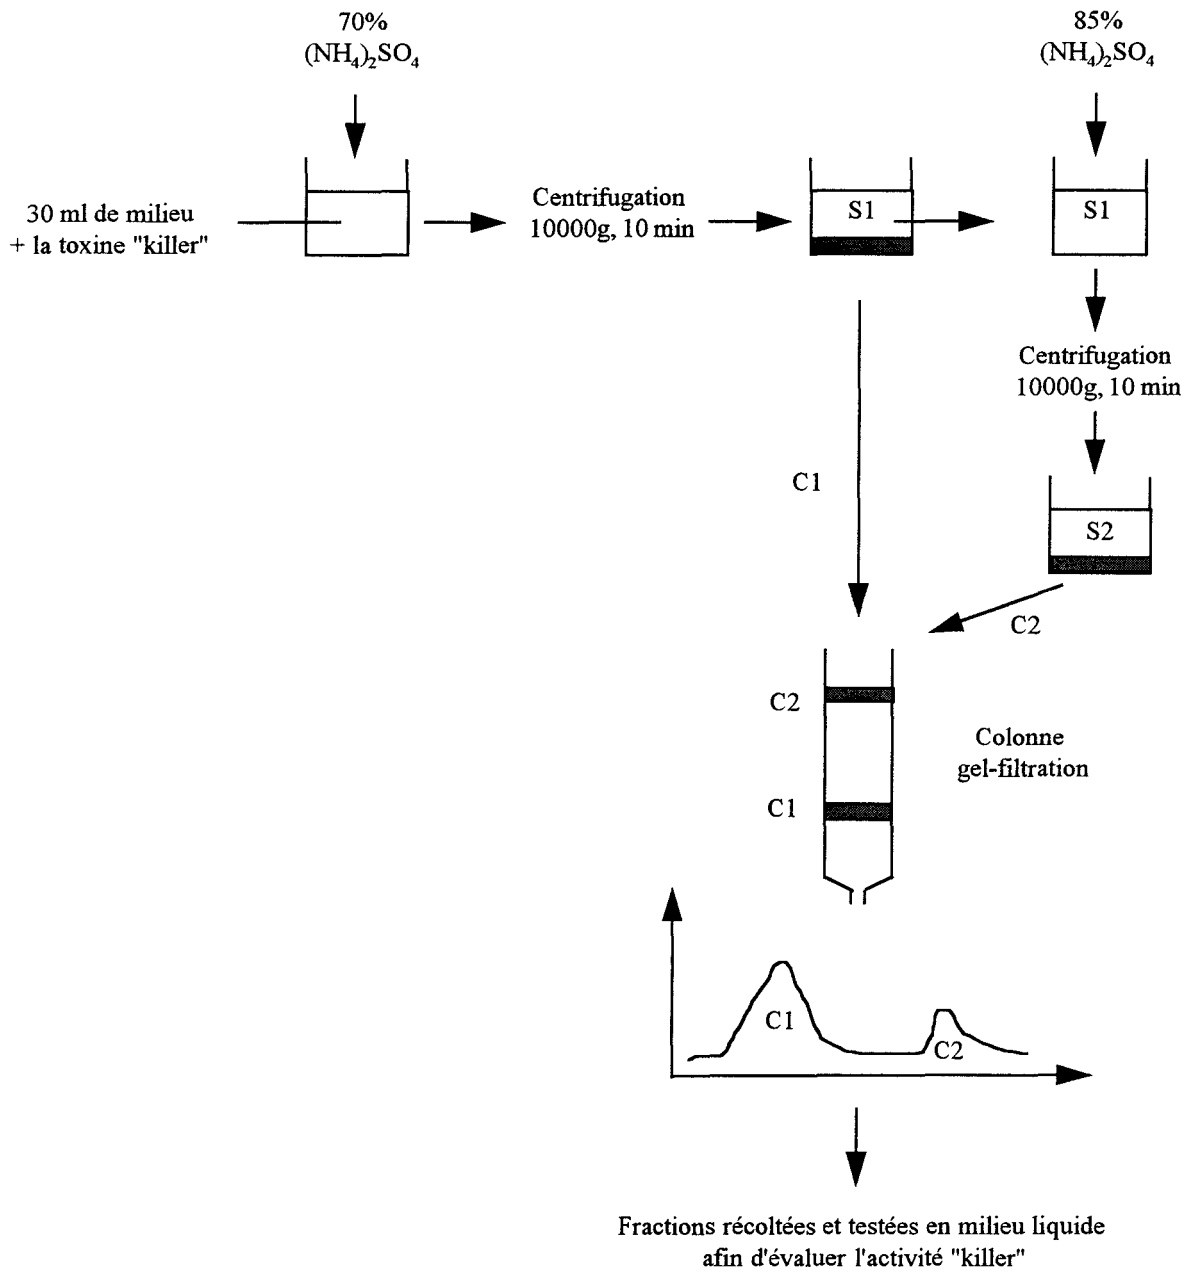 70%
(NH₄)₂SO₄
85%
(NH₄)₂SO₄
30 ml de milieu
+ la toxine "killer"
Centrifugation
10000g, 10 min
S1
S1
Centrifugation
10000g, 10 min
C1
S2
C2
C2
C1
Colonne
gel-filtration
C1
C2
Fractions récoltées et testées en milieu liquide
afin d'évaluer l'activité "killer"